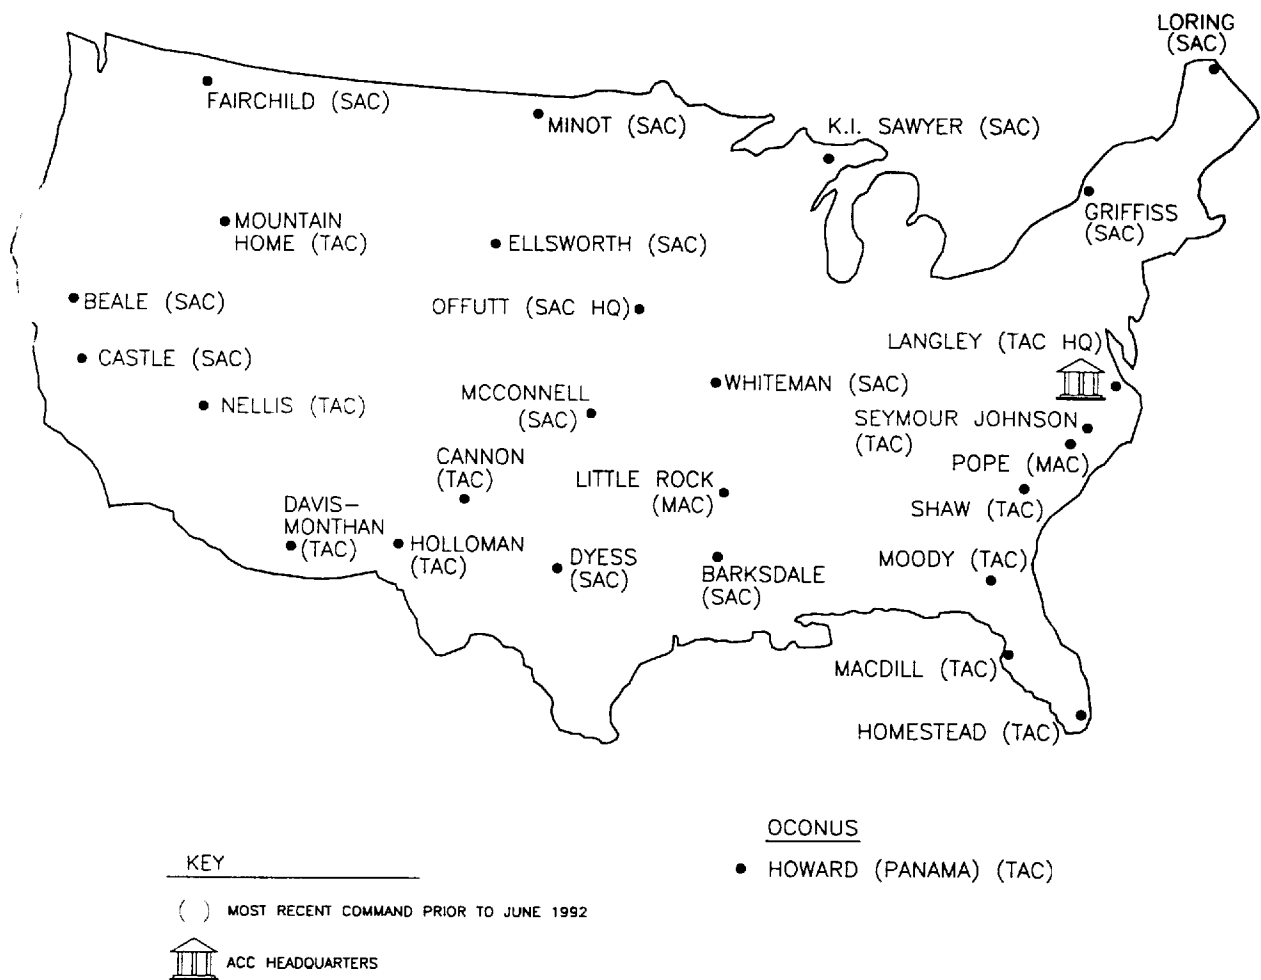 LORING
(SAC)
FAIRCHILD (SAC)
MINOT (SAC)
K.I. SAWYER (SAC)
GRIFFISS
(SAC)
MOUNTAIN
HOME (TAC)
ELLSWORTH (SAC)
BEALE (SAC)
OFFUTT (SAC HQ)
LANGLEY (TAC HQ)
CASTLE (SAC)
WHITEMAN (SAC)
MCCONNELL
(SAC)
NELLIS (TAC)
SEYMOUR JOHNSON
(TAC)
CANNON
(TAC)
POPE (MAC)
LITTLE ROCK
(MAC)
SHAW (TAC)
DAVIS-
MONTHAN
(TAC)
HOLLOMAN
(TAC)
DYESS
(SAC)
BARKSDALE
(SAC)
MOODY (TAC)
MACDILL (TAC)
HOMESTEAD (TAC)
OCONUS
HOWARD (PANAMA) (TAC)
KEY
( ) MOST RECENT COMMAND PRIOR TO JUNE 1992
ACC HEADQUARTERS